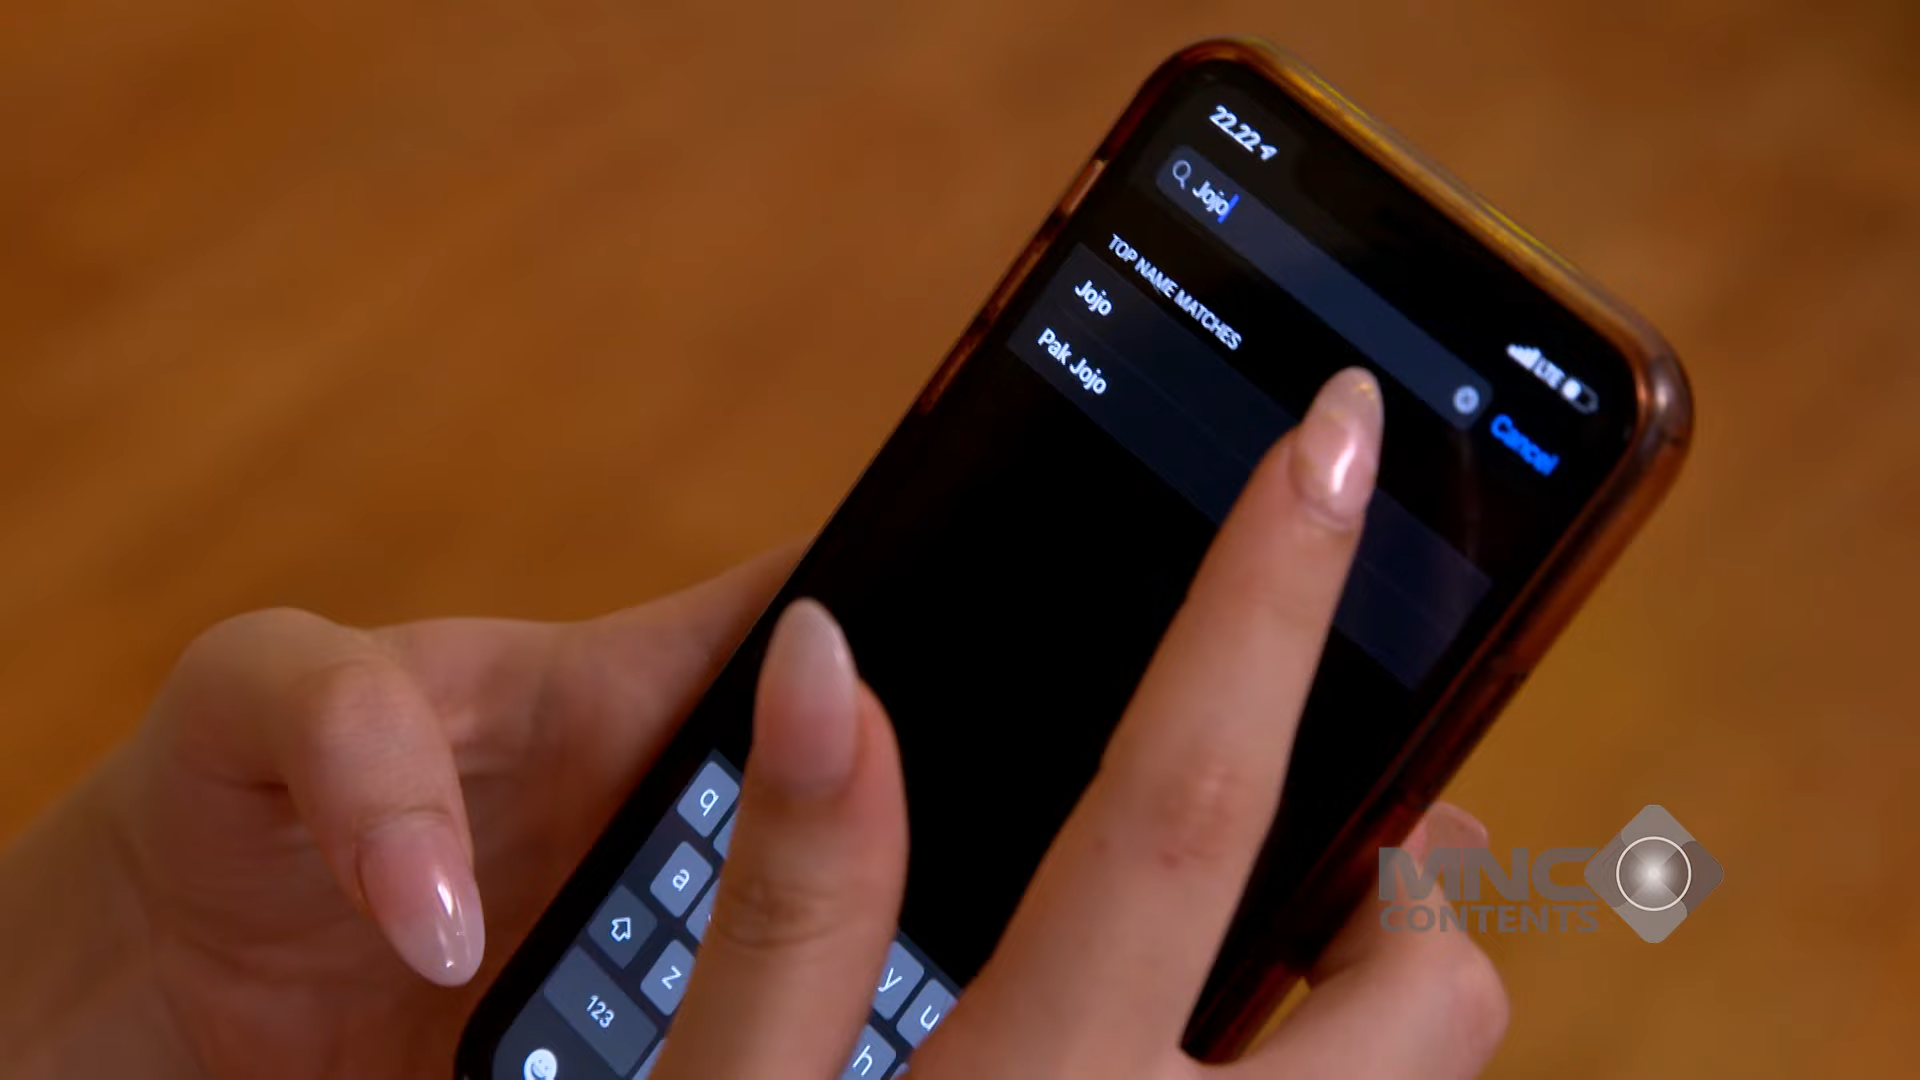 22.22
Jojo
LTE
Cancel
TOP NAME MATCHES
Jojo
Pak Jojo
q
a
z
y
u
h
123
MNC
CONTENTS